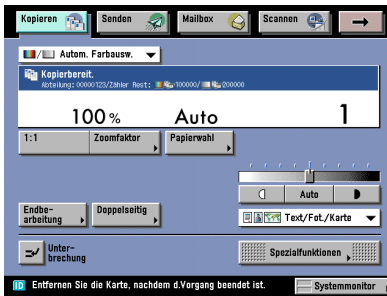 Kopieren
Senden
Mailbox
Scannen
Autom. Farbausw.
Kopierbereit.
Abteilung: 00000123/Zähler Rest: 100000/ 200000
100 %
Auto
1
1:1
Zoomfaktor
Papierwahl
Auto
Endbe-
arbeitung
Doppelseitig
Text/Fot./Karte
Unter-
brechung
Spezialfunktionen
ID Entfernen Sie die Karte, nachdem d.Vorgang beendet ist.
Systemmonitor